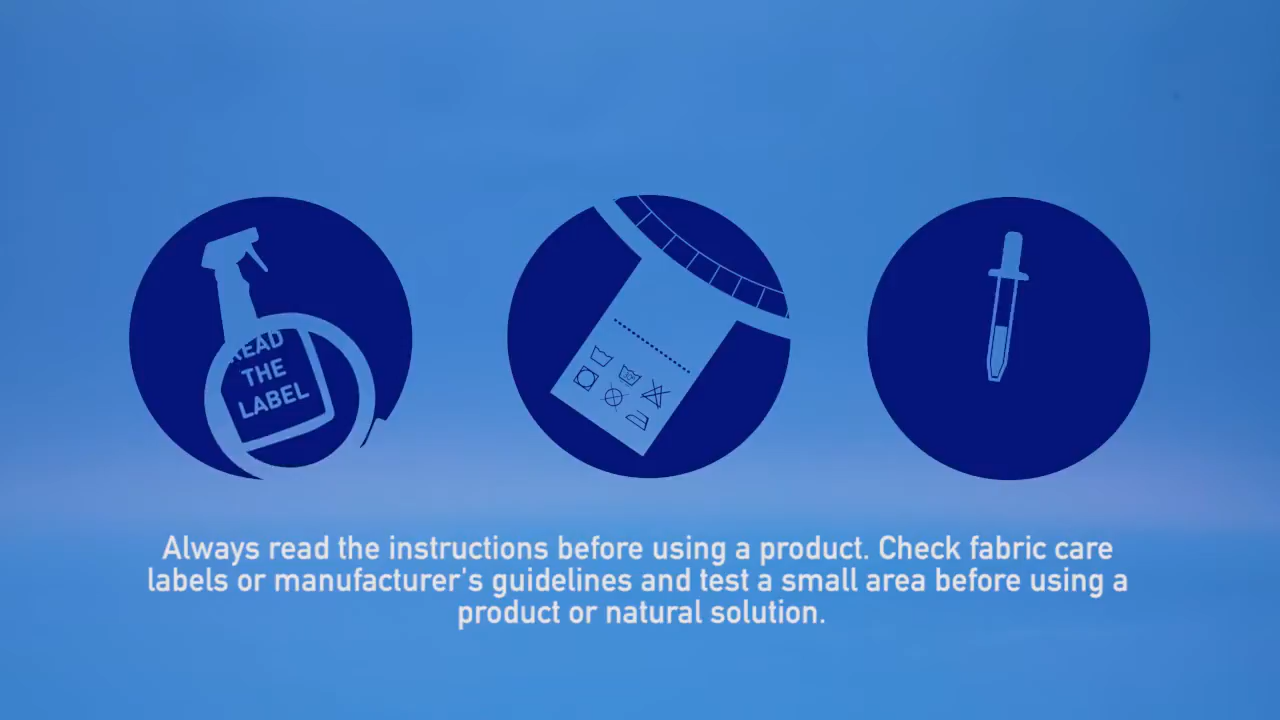 READ
THE
LABEL
Always read the instructions before using a product. Check fabric care
labels or manufacturer's guidelines and test a small area before using a
product or natural solution.